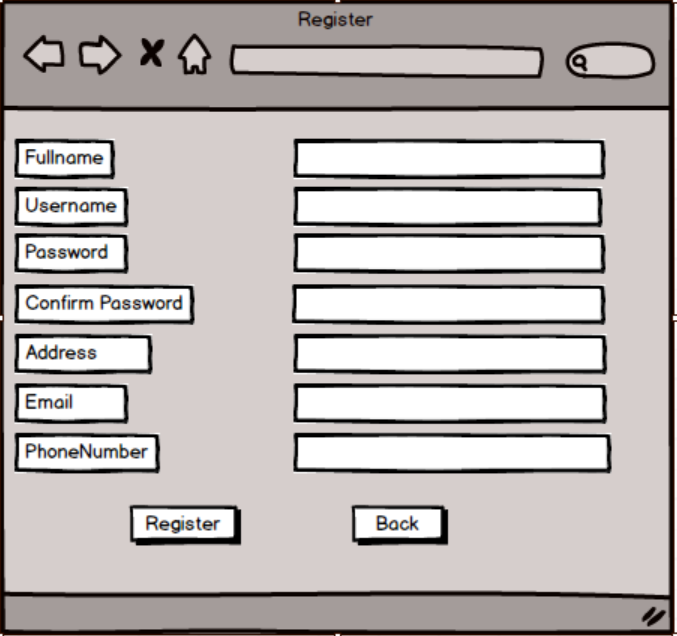 Register
Fullname
Username
Password
Confirm Password
Address
Email
PhoneNumber
Register
Back